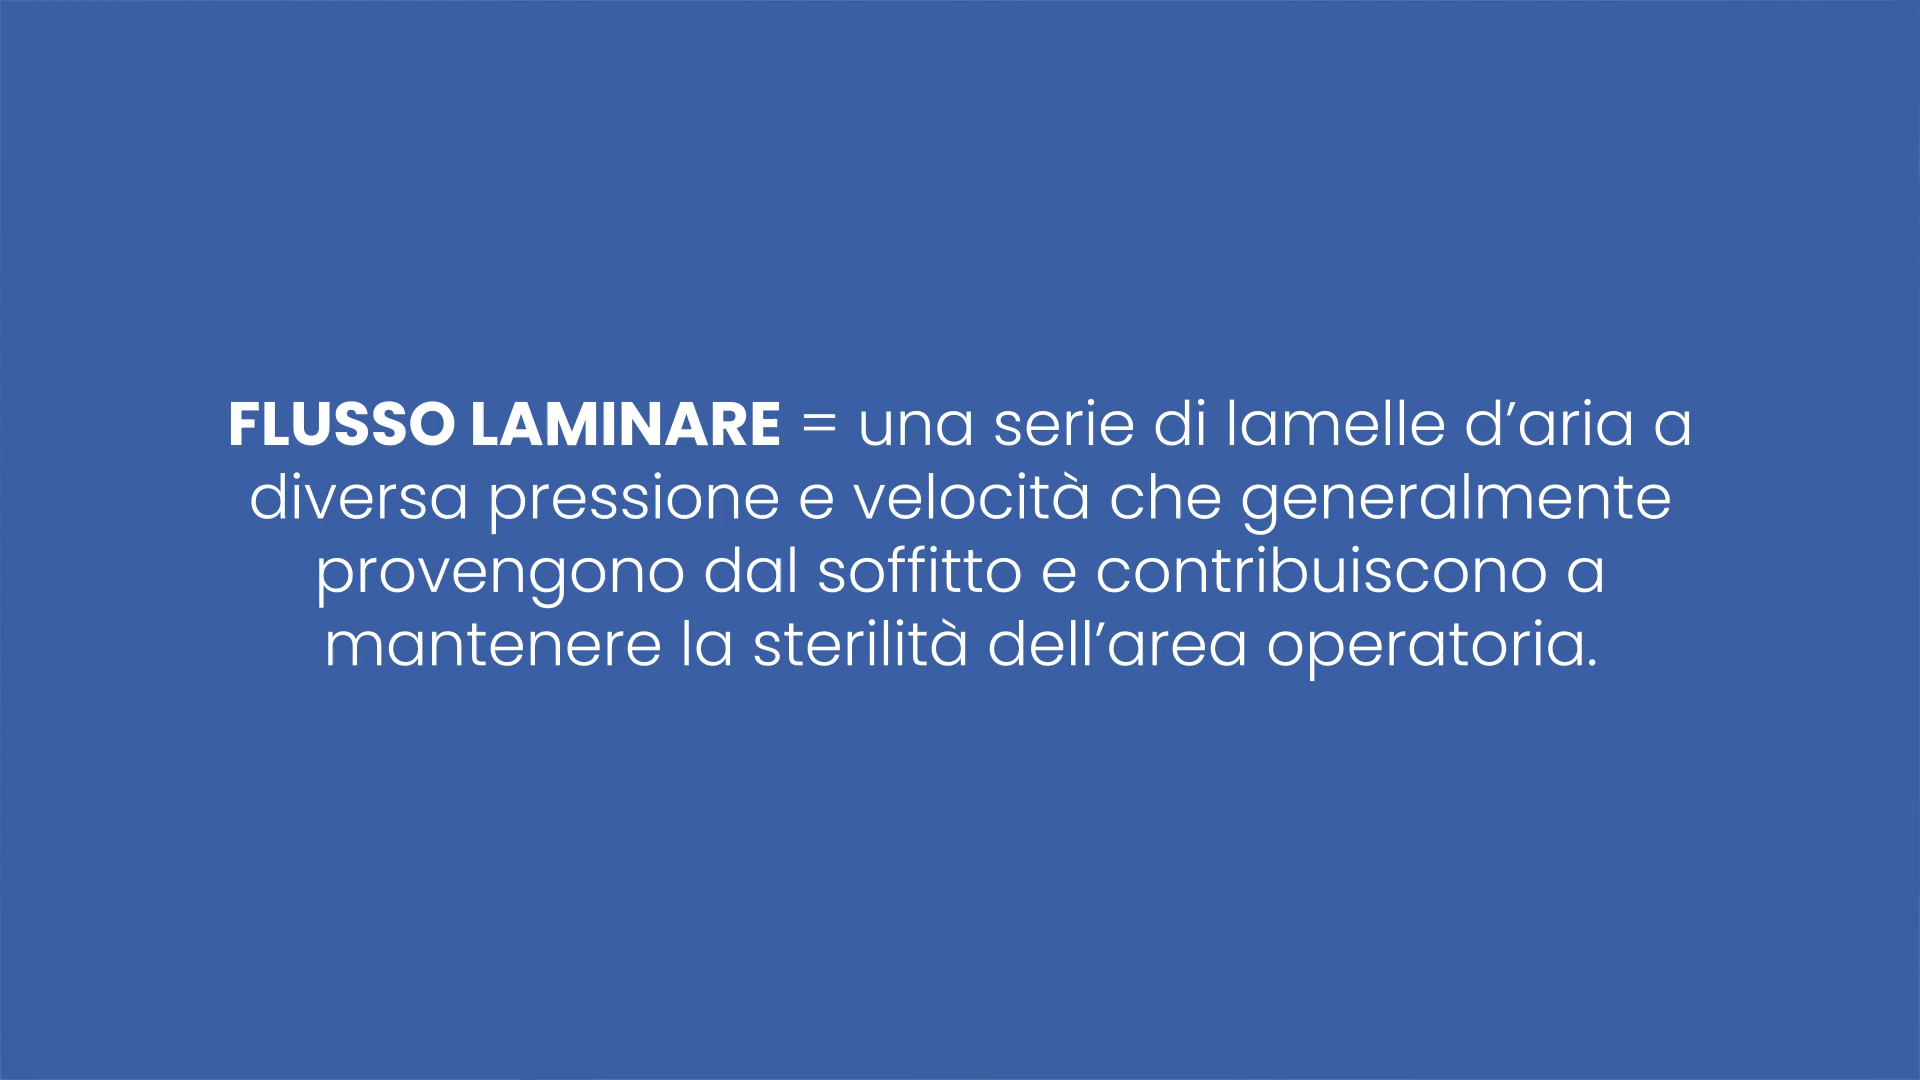 FLUSSO LAMINARE = una serie di lamelle d’aria a
diversa pressione e velocità che generalmente
provengono dal soffitto e contribuiscono a
mantenere la sterilità dell’area operatoria.